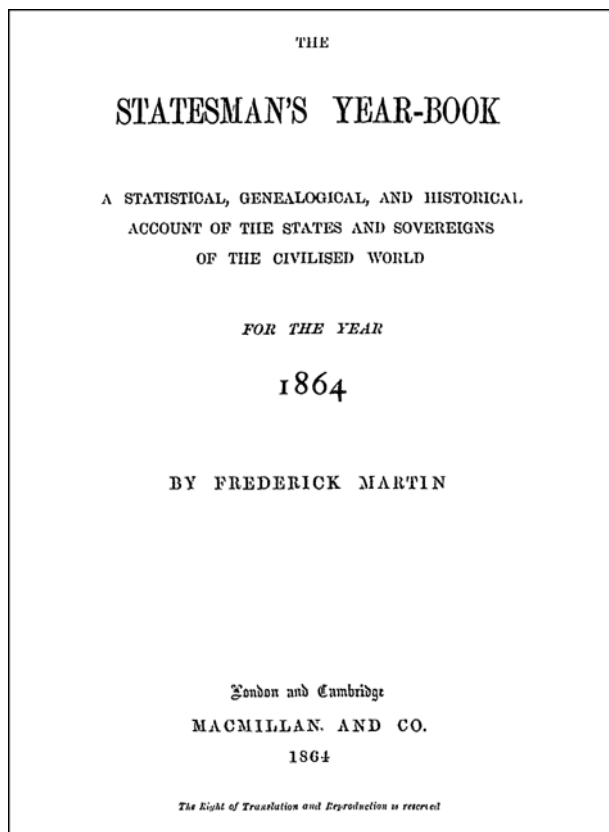 THE
STATESMAN'S YEAR-BOOK
A STATISTICAL, GENEALOGICAL, AND HISTORICAL
ACCOUNT OF THE STATES AND SOVEREIGNS
OF THE CIVILISED WORLD
FOR THE YEAR
1864
BY FREDERICK MARTIN
London and Cambridge
MACMILLAN. AND CO.
1864
The Right of Translation and Reproduction is reserved